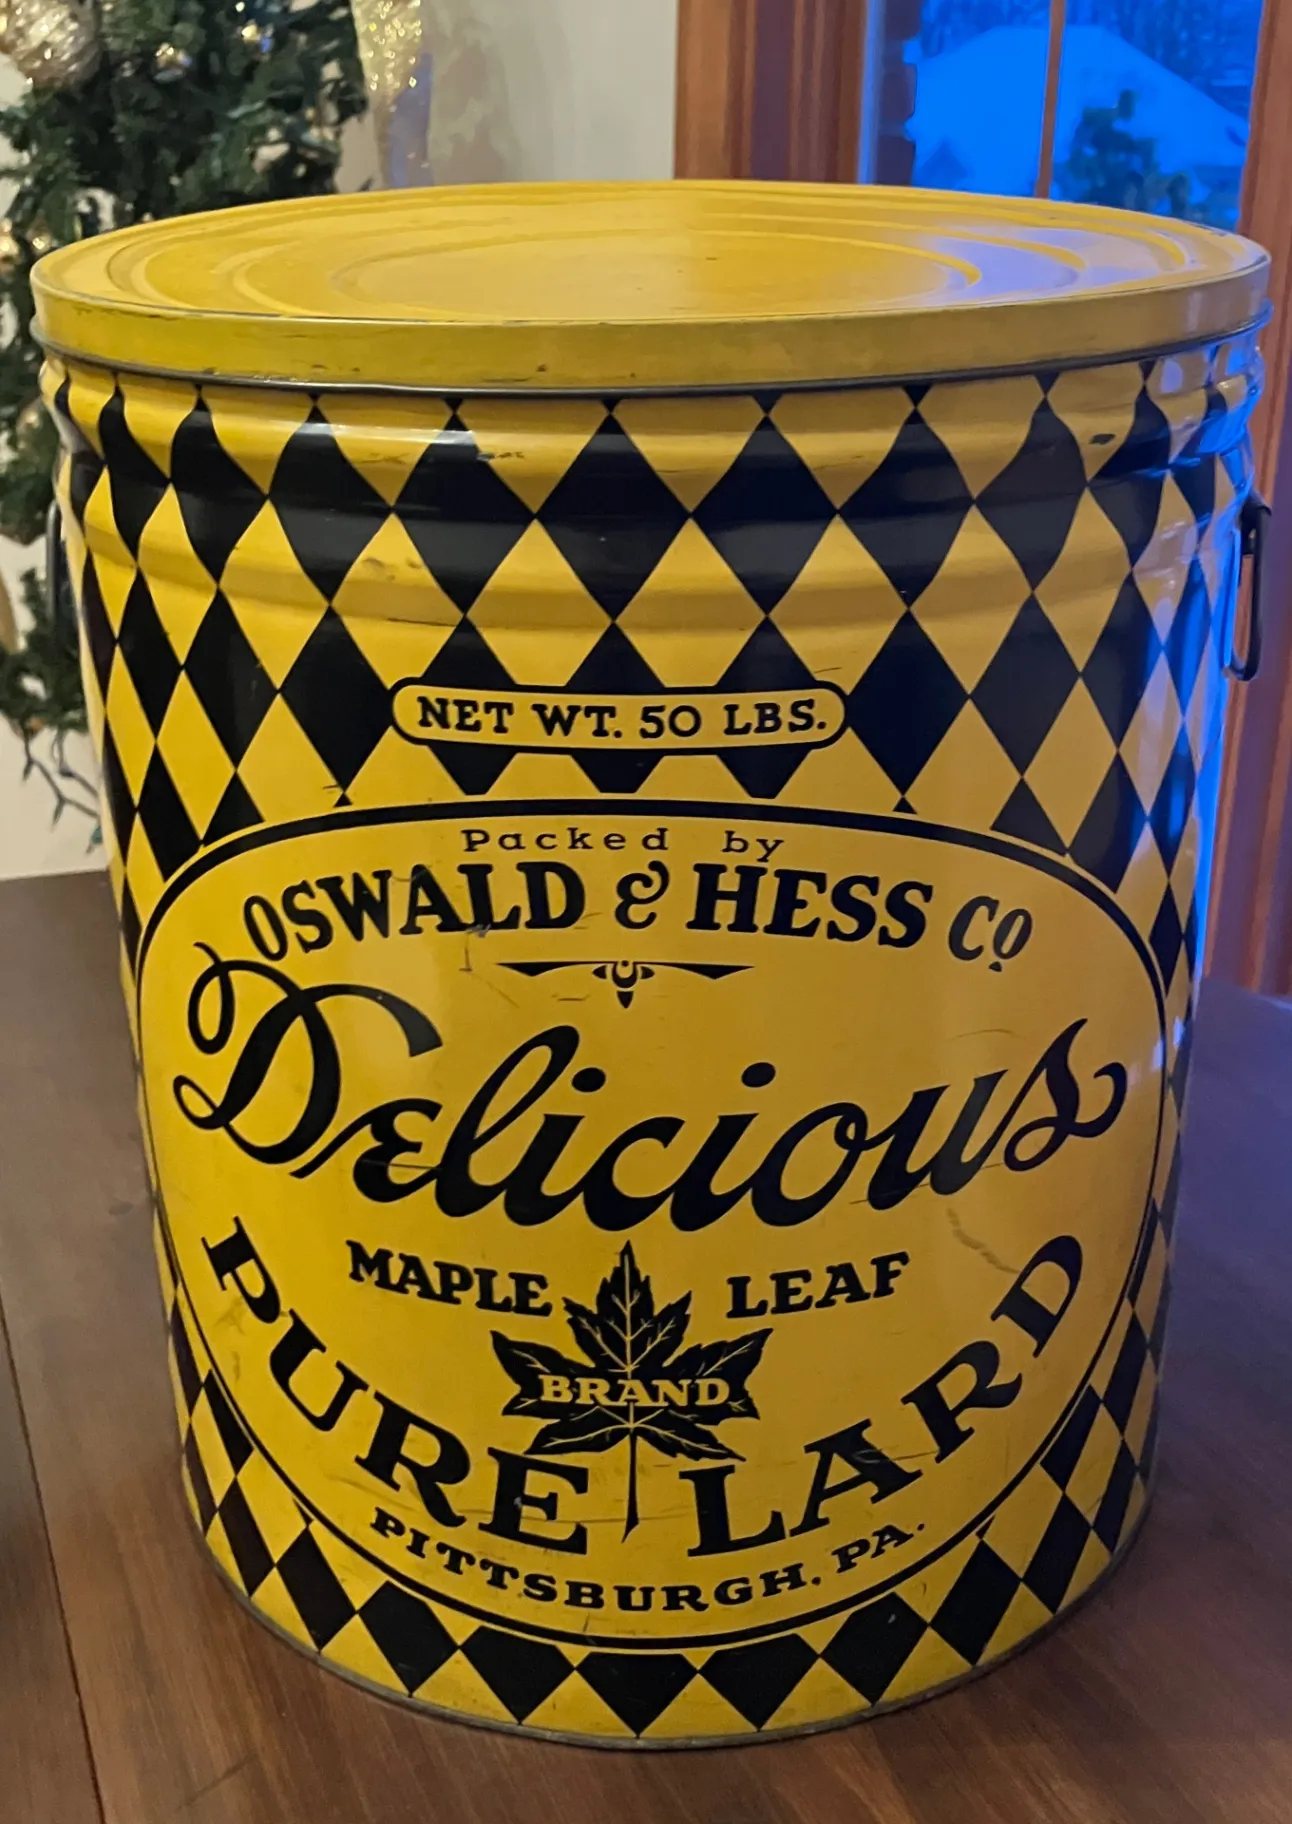 NET WT. 50 LBS.
Packed by
OSWALD & HESS CO
Delicious
MAPLE LEAF
BRAND
PURE LARD
PITTSBURGH, PA.